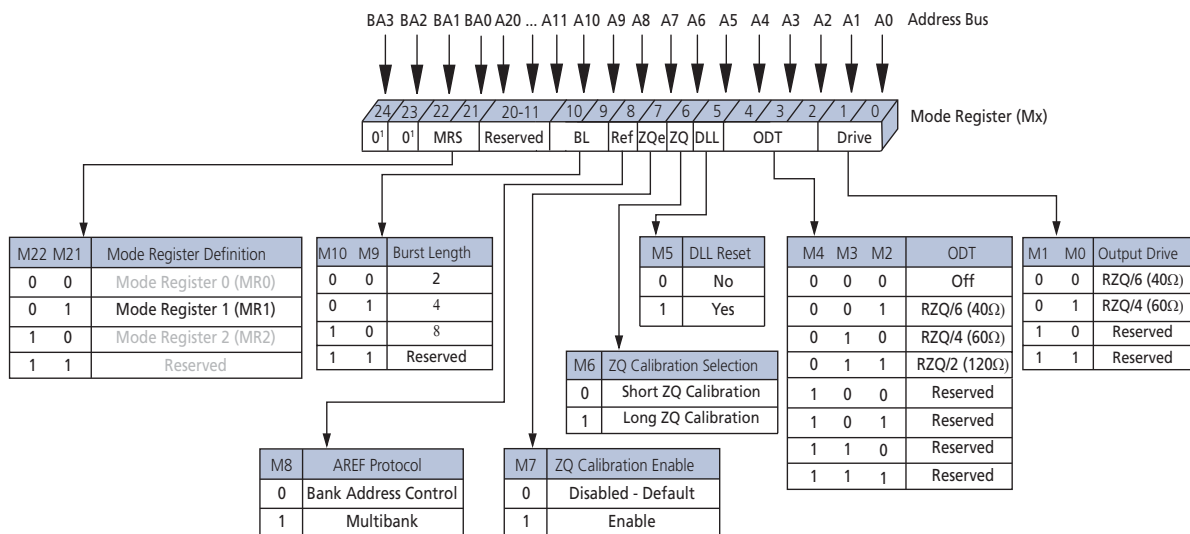 BA3 BA2 BA1 BA0 A20 ... A11 A10 A9 A8 A7 A6 A5 A4 A3 A2 A1 A0 Address Bus
24 23 22 21 20-11 10 9 8 7 6 5 4 3 2 1 0 Mode Register (Mx)
0¹ 0¹ MRS Reserved BL Ref ZQe ZQ DLL ODT Drive
M22 M21 Mode Register Definition
0 0 Mode Register 0 (MR0)
0 1 Mode Register 1 (MR1)
1 0 Mode Register 2 (MR2)
1 1 Reserved
M10 M9 Burst Length
0 0 2
0 1 4
1 0 8
1 1 Reserved
M5 DLL Reset
0 No
1 Yes
M4 M3 M2 ODT
0 0 0 Off
0 0 1 RZQ/6 (40Ω)
0 1 0 RZQ/4 (60Ω)
0 1 1 RZQ/2 (120Ω)
1 0 0 Reserved
1 0 1 Reserved
1 1 0 Reserved
1 1 1 Reserved
M1 M0 Output Drive
0 0 RZQ/6 (40Ω)
0 1 RZQ/4 (60Ω)
1 0 Reserved
1 1 Reserved
M6 ZQ Calibration Selection
0 Short ZQ Calibration
1 Long ZQ Calibration
M8 AREF Protocol
0 Bank Address Control
1 Multibank
M7 ZQ Calibration Enable
0 Disabled - Default
1 Enable